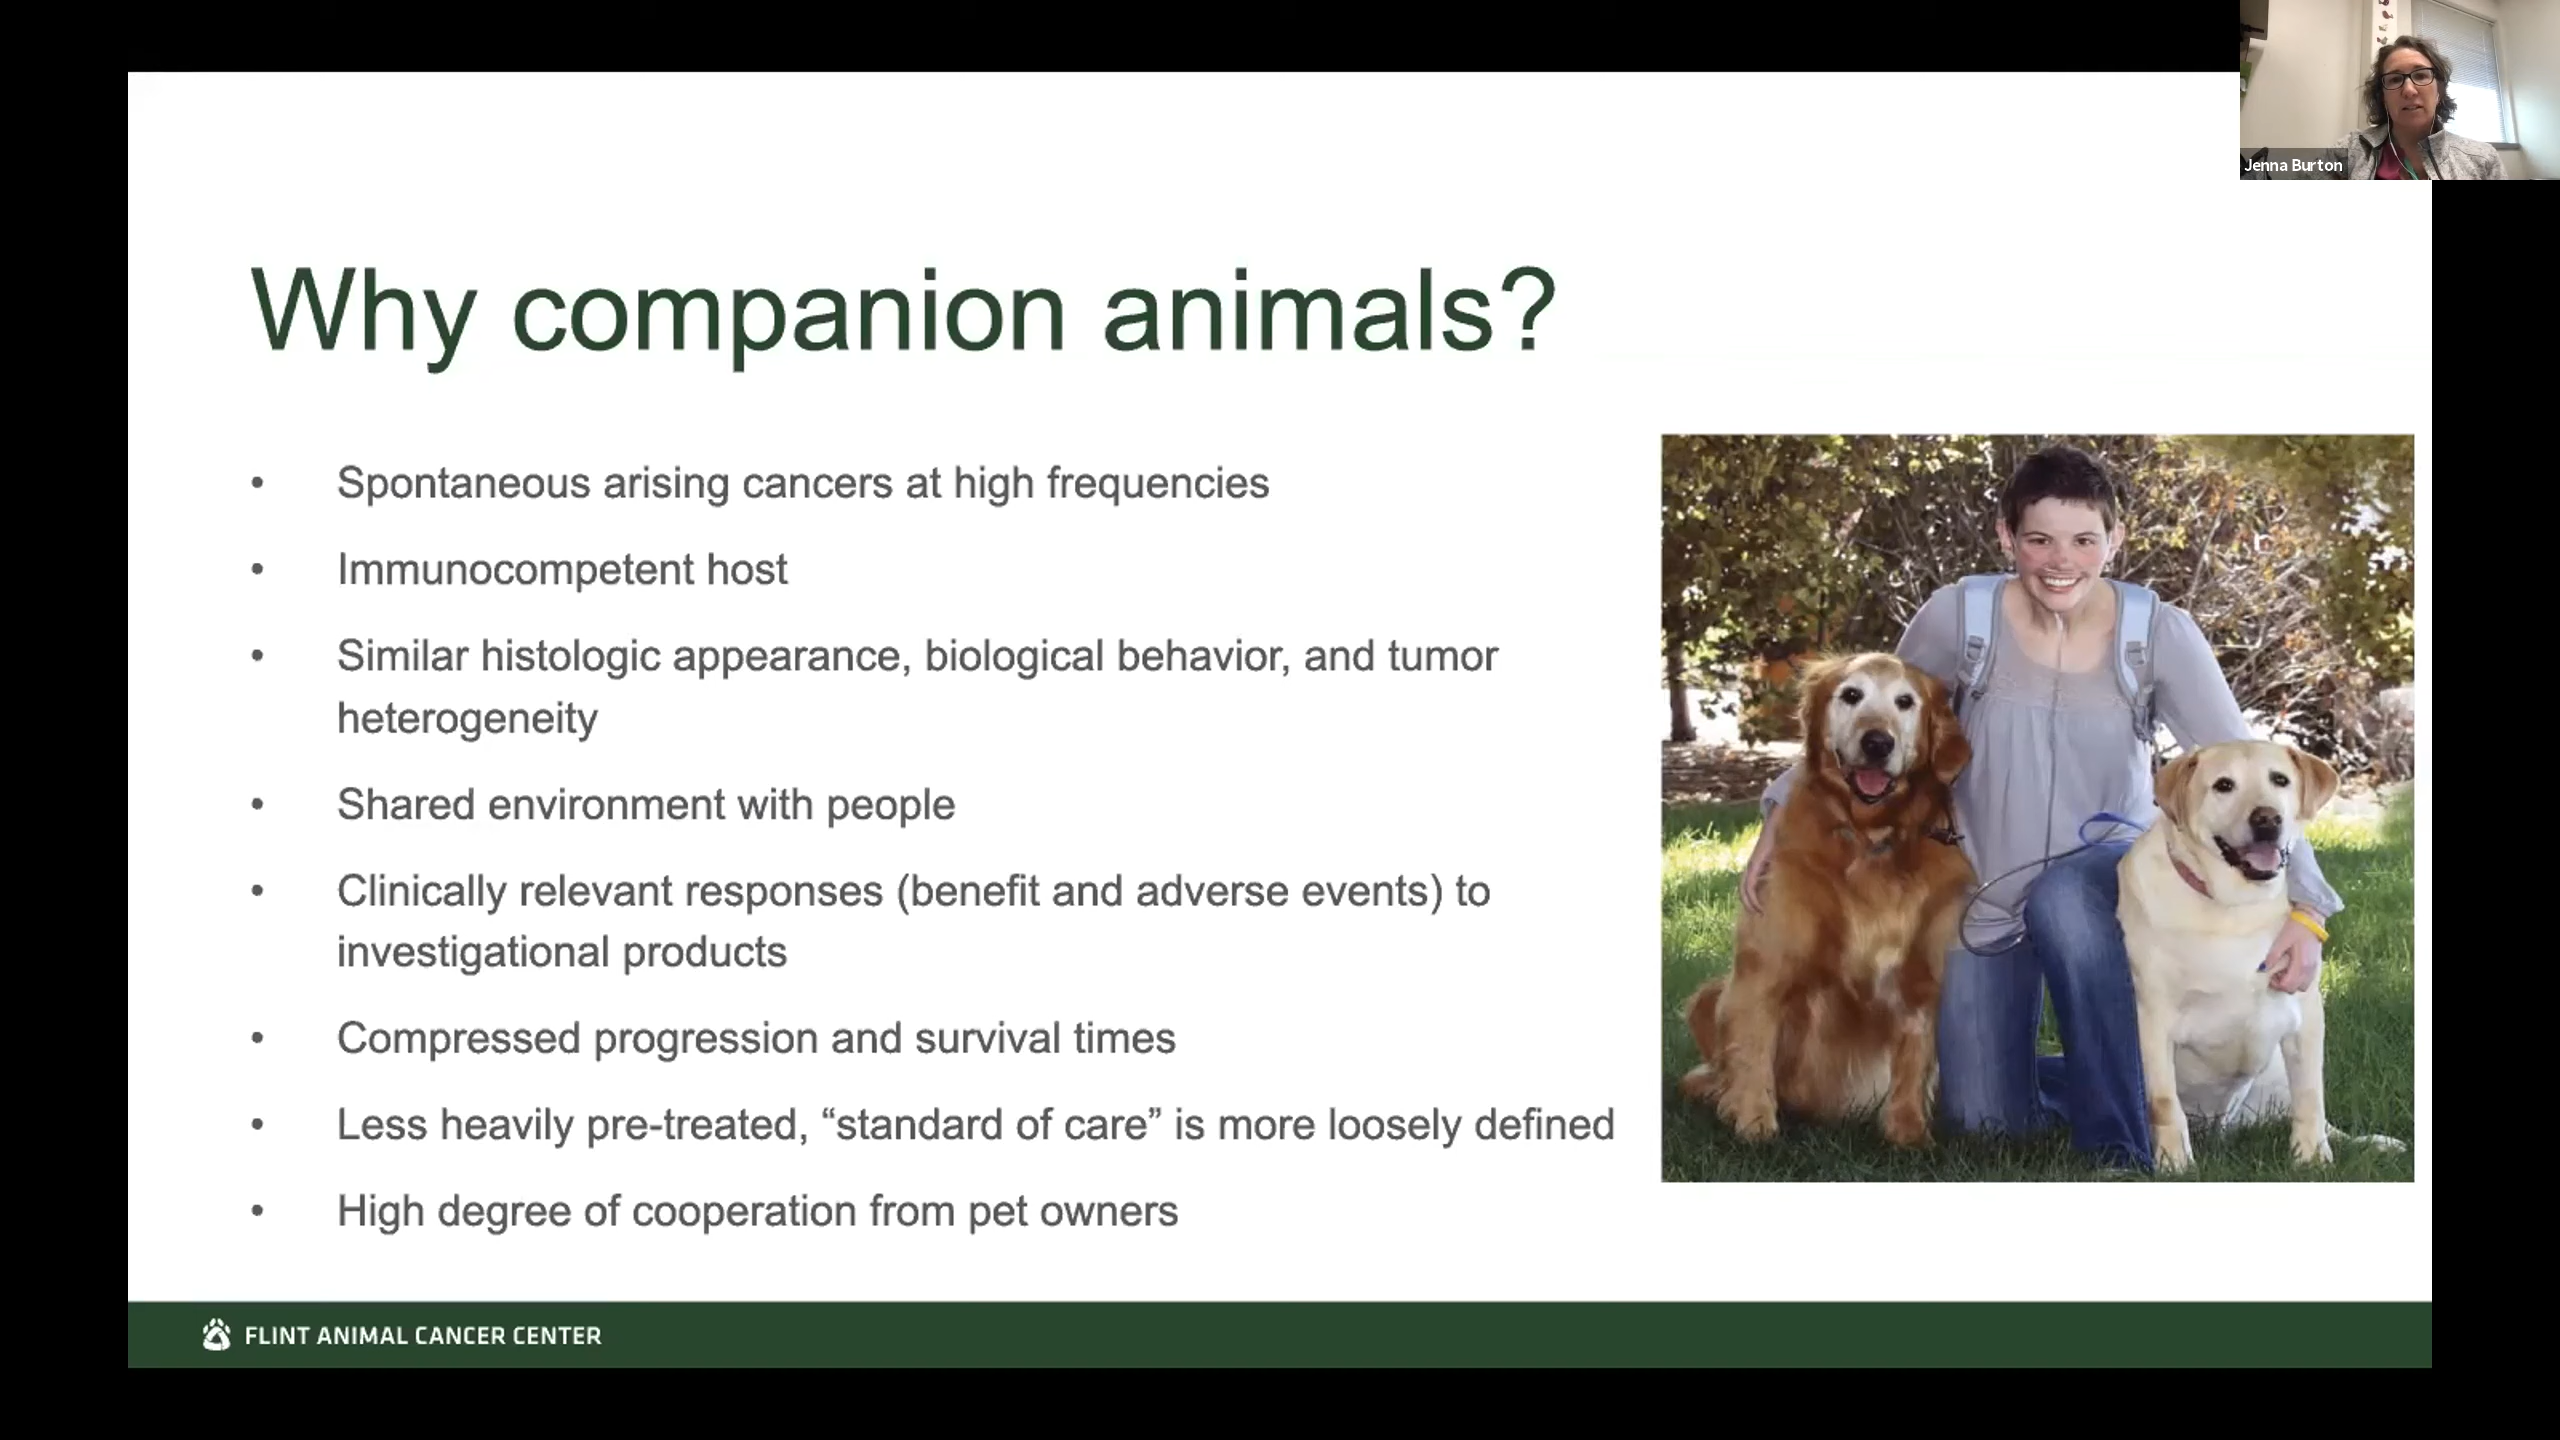 Jenna Burton
Why companion animals?
• Spontaneous arising cancers at high frequencies
• Immunocompetent host
• Similar histologic appearance, biological behavior, and tumor
heterogeneity
• Shared environment with people
• Clinically relevant responses (benefit and adverse events) to
investigational products
• Compressed progression and survival times
• Less heavily pre-treated, “standard of care” is more loosely defined
• High degree of cooperation from pet owners
FLINT ANIMAL CANCER CENTER